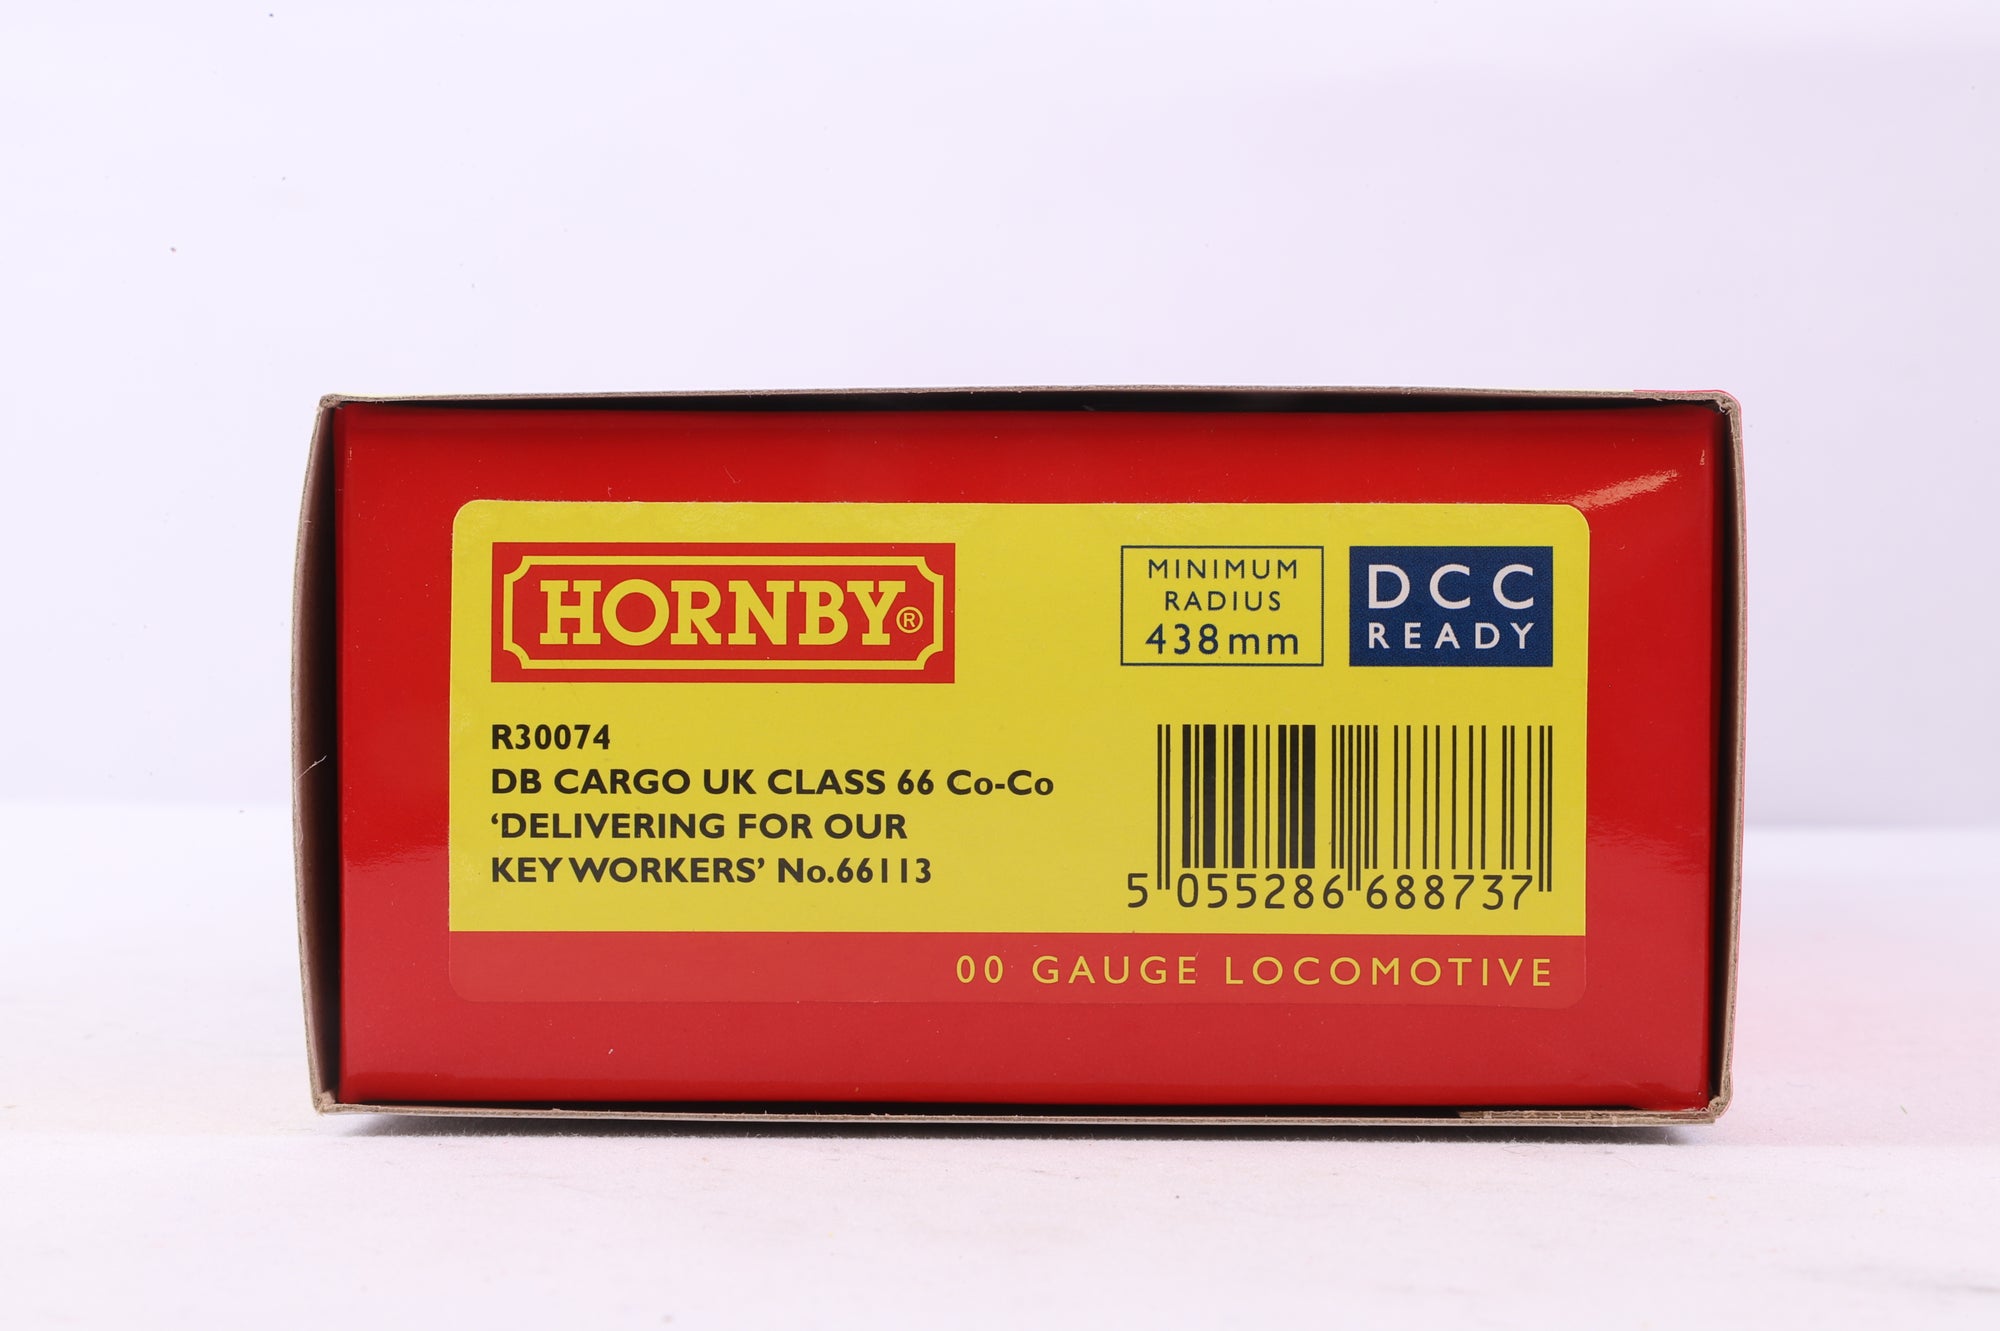 HORNBY®
MINIMUM
RADIUS
438mm
DCC
READY
R30074
DB CARGO UK CLASS 66 Co-Co
‘DELIVERING FOR OUR
KEY WORKERS’ No.66113
5 055286 688737
00 GAUGE LOCOMOTIVE